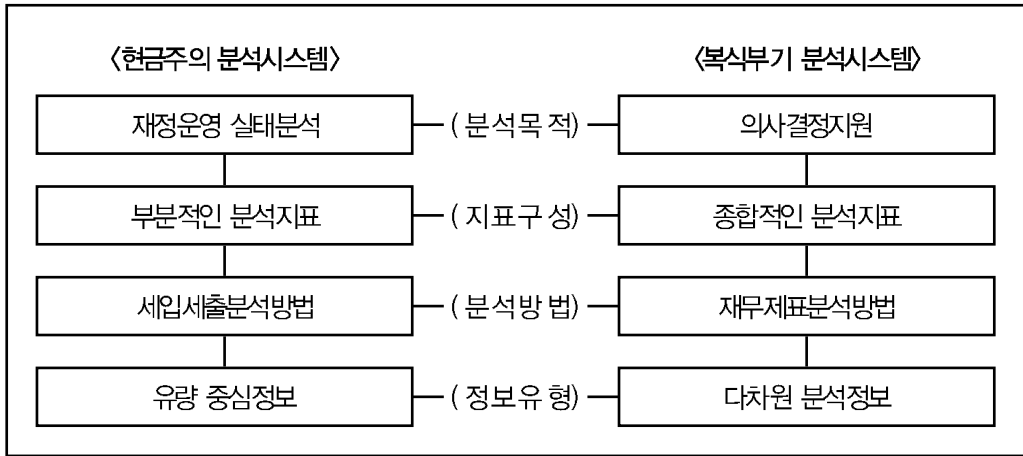 〈현금주의 분석시스템〉 〈복식부기 분석시스템〉
재정운영 실태분석 ( 분석목적) 의사결정지원
부분적인 분석지표 ( 지표구성) 종합적인 분석지표
세입세출분석방법 ( 분석방법) 재무제표분석방법
유량 중심정보 ( 정보유형) 다차원 분석정보